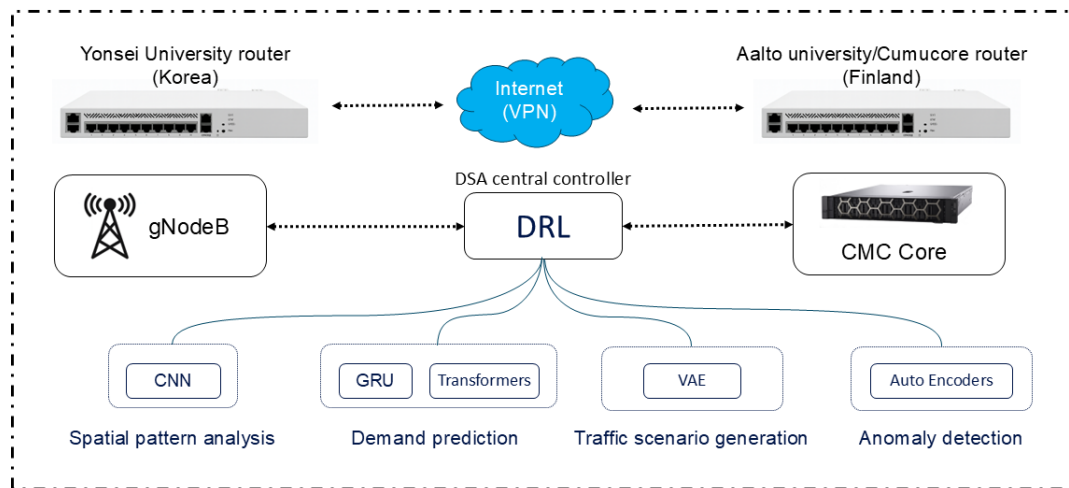 Yonsei University router
(Korea)
Internet
(VPN)
Aalto university/Cumucore router
(Finland)
DSA central controller
gNodeB
DRL
CMC Core
CNN
GRU
Transformers
VAE
Auto Encoders
Spatial pattern analysis
Demand prediction
Traffic scenario generation
Anomaly detection